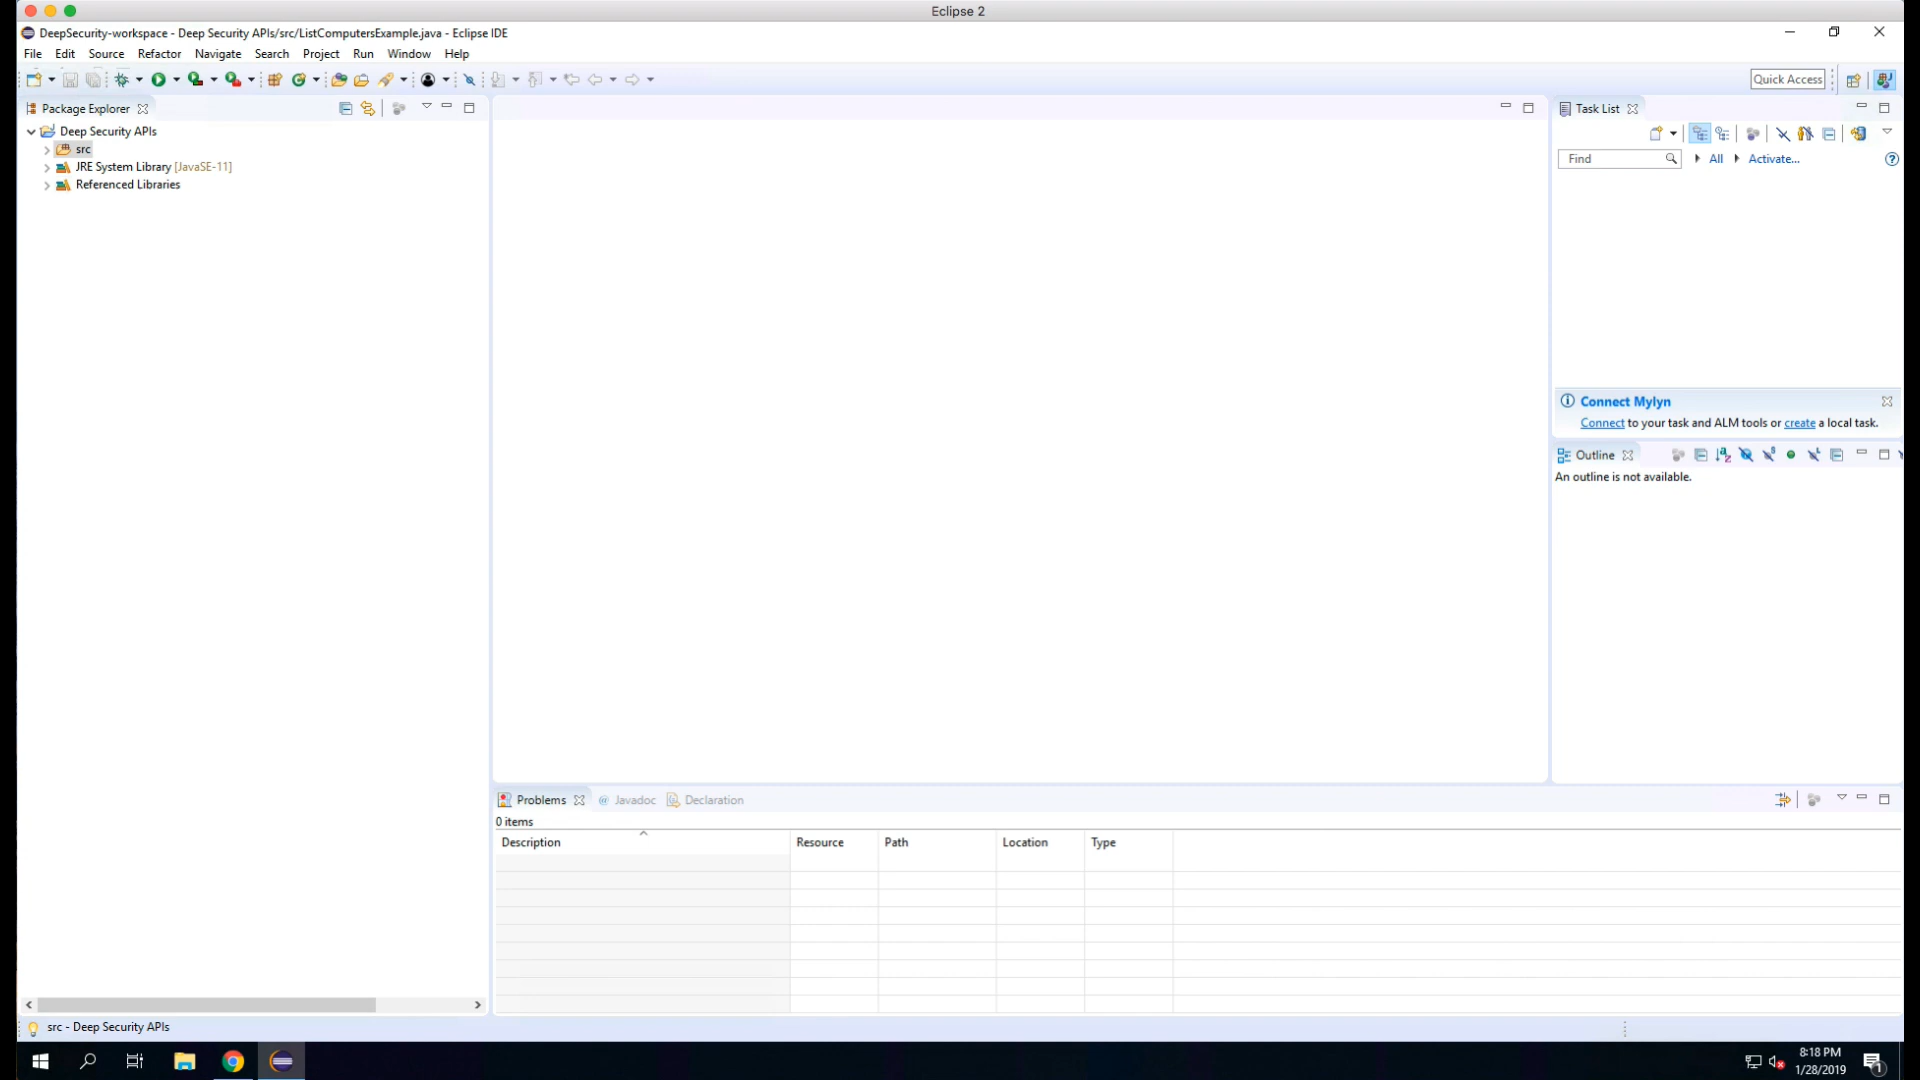 Eclipse 2
DeepSecurity-workspace - Deep Security APIs/src/ListComputersExample.java - Eclipse IDE
File Edit Source Refactor Navigate Search Project Run Window Help
Quick Access
Package Explorer
Deep Security APIs
src
JRE System Library [JavaSE-11]
Referenced Libraries
Task List
Find All Activate...
Connect Mylyn
Connect to your task and ALM tools or create a local task.
Outline
An outline is not available.
Problems Javadoc Declaration
0 items
Description Resource Path Location Type
src - Deep Security APIs
8:18 PM
1/28/2019
1